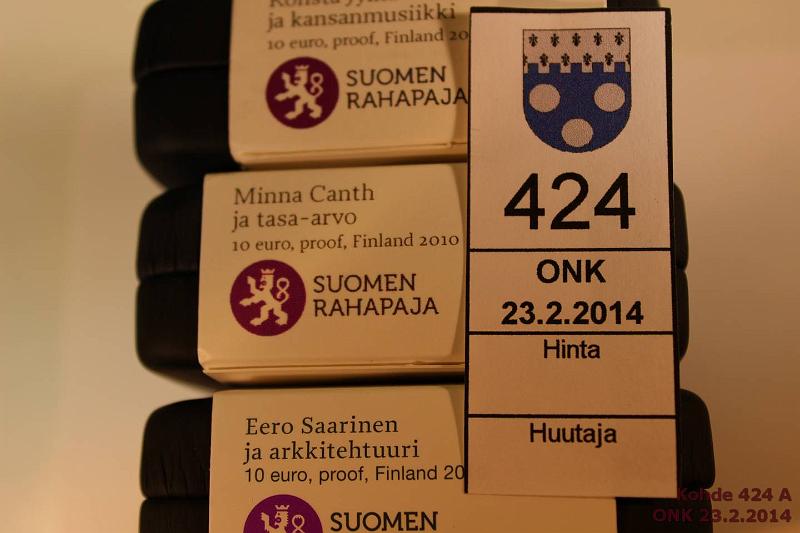 ja kansanmusiikki
10 euro, proof, Finland 20
SUOMEN
RAHAPAJA
Minna Canth
ja tasa-arvo
10 euro, proof, Finland 2010
SUOMEN
RAHAPAJA
Eero Saarinen
ja arkkitehtuuri
10 euro, proof, Finland 20
SUOMEN
424
ONK
23.2.2014
Hinta
Huutaja
Kohde 424 A
ONK 23.2.2014